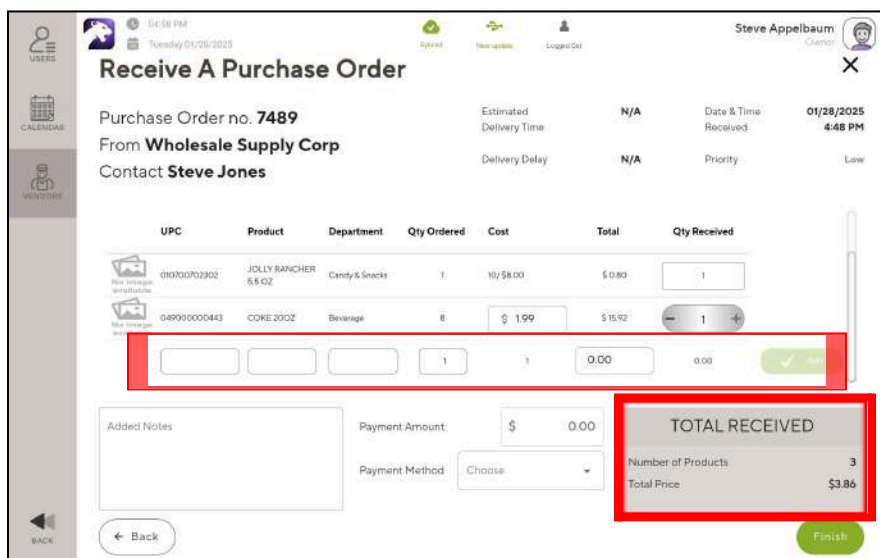 04:58 PM
Tuesday 01/28/2025
Synced
New update
Logged Out
Steve Appelbaum
Owner
USERS
CALENDAR
VENDORS
BACK
Receive A Purchase Order
Purchase Order no. 7489
From Wholesale Supply Corp
Contact Steve Jones
Estimated Delivery Time N/A
Delivery Delay N/A
Date & Time Received 01/28/2025 4:48 PM
Priority Low
UPC Product Department Qty Ordered Cost Total Qty Received
No image available 010700702302 JOLLY RANCHER 6.5 OZ Candy & Snacks 1 10/$8.00 $0.80 1
No image available 049000000443 COKE 20OZ Beverage 8 $ 1.99 $15.92 − 1 +
1 1 0.00 0.00
Added Notes
Payment Amount $ 0.00
Payment Method Choose
TOTAL RECEIVED
Number of Products 3
Total Price $3.86
← Back
Finish